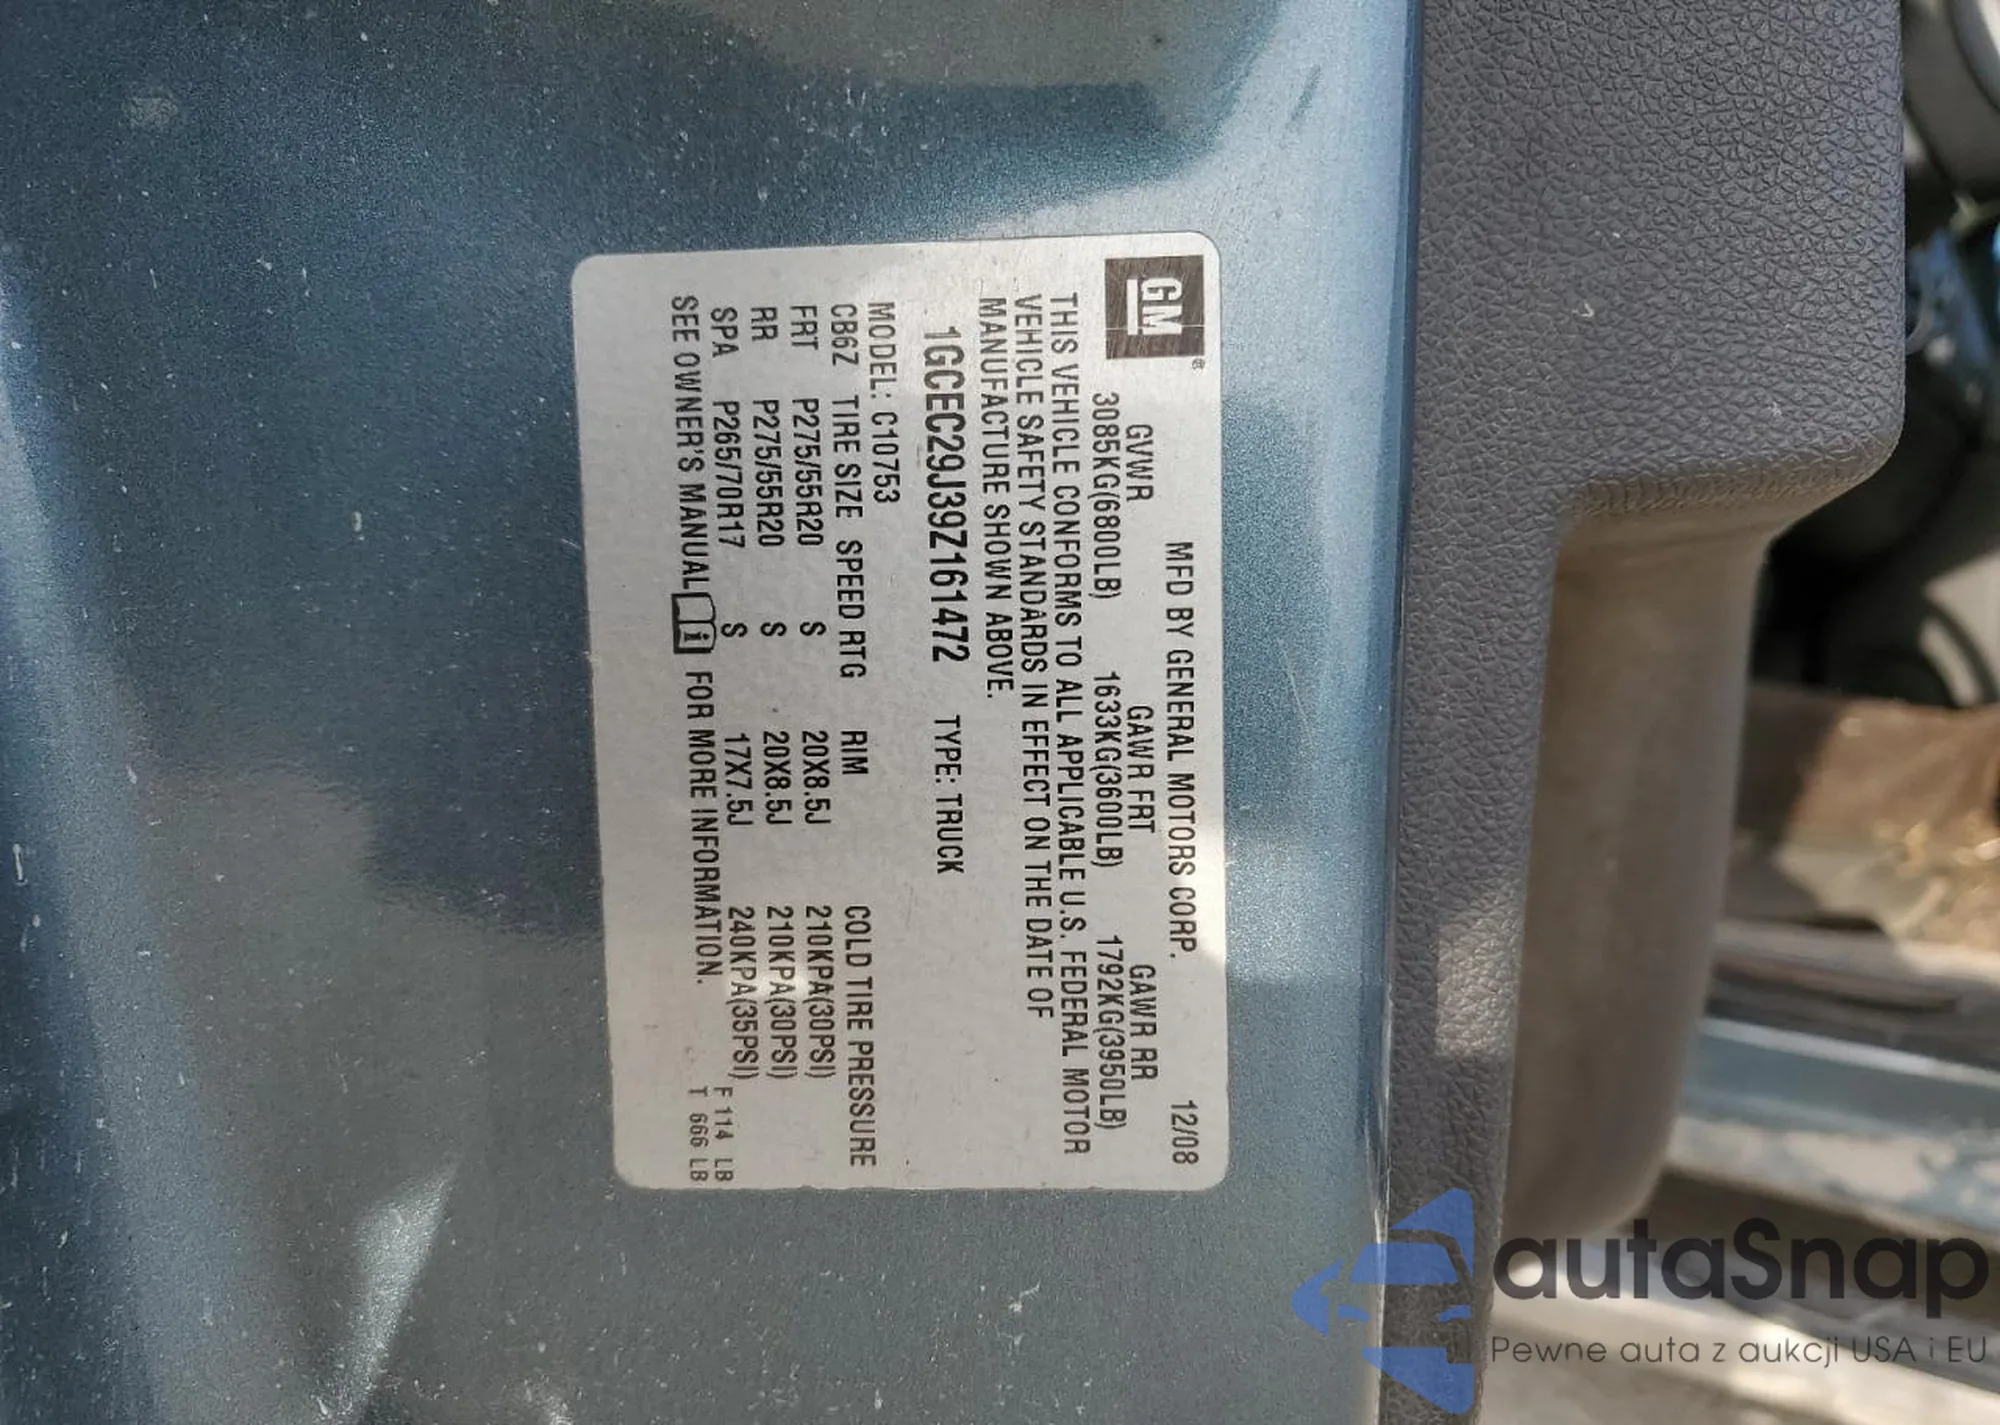 GM ®
MFD BY GENERAL MOTORS CORP. 12/08
GVWR GAWR FRT GAWR RR
3085KG(6800LB) 1633KG(3600LB) 1792KG(3950LB)
THIS VEHICLE CONFORMS TO ALL APPLICABLE U.S. FEDERAL MOTOR
VEHICLE SAFETY STANDARDS IN EFFECT ON THE DATE OF
MANUFACTURE SHOWN ABOVE.
1GCEC29J39Z161472 TYPE: TRUCK
MODEL: C10753
CB6Z TIRE SIZE SPEED RTG RIM COLD TIRE PRESSURE
FRT P275/55R20 S 20X8.5J 210KPA(30PSI)
RR P275/55R20 S 20X8.5J 210KPA(30PSI)
SPA P265/70R17 S 17X7.5J 240KPA(35PSI)
F 114 LB
SEE OWNER'S MANUAL i FOR MORE INFORMATION.
T 666 LB
autaSnap
Pewne auta z aukcji USA i EU